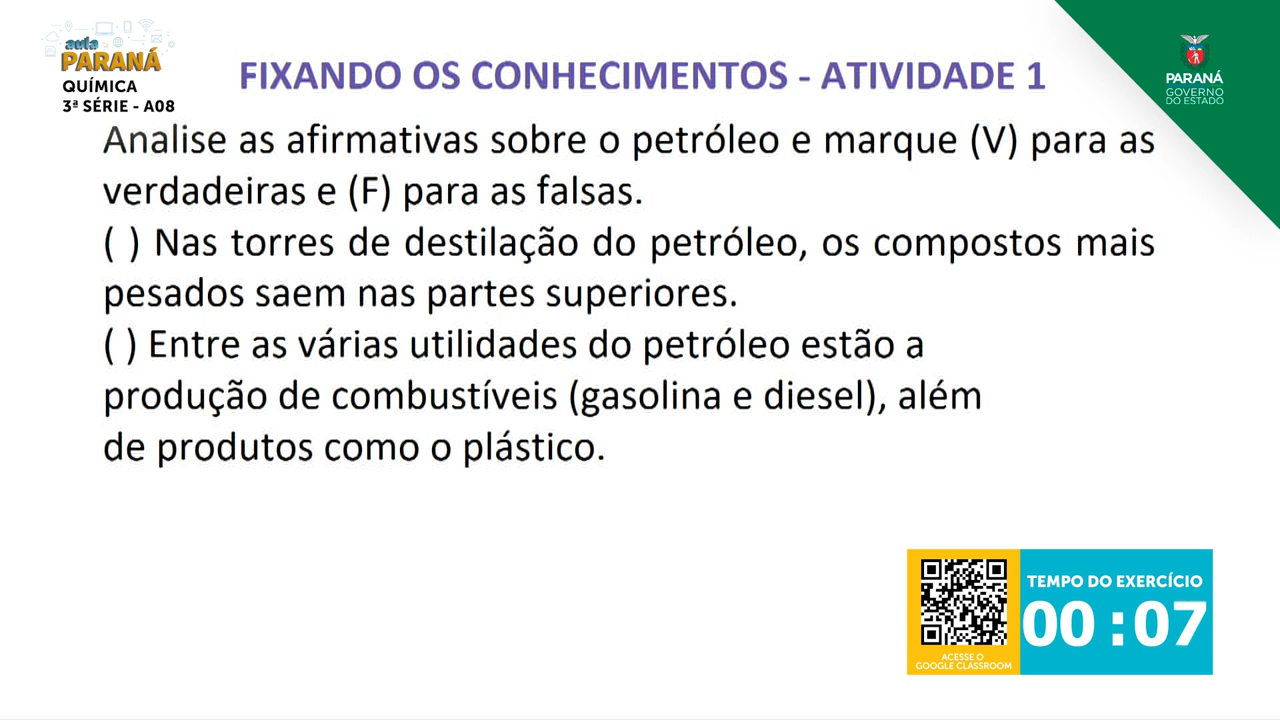 aula
PARANÁ
QUÍMICA
3ª SÉRIE - A08
FIXANDO OS CONHECIMENTOS - ATIVIDADE 1
PARANÁ
GOVERNO
DO ESTADO
Analise as afirmativas sobre o petróleo e marque (V) para as
verdadeiras e (F) para as falsas.
( ) Nas torres de destilação do petróleo, os compostos mais
pesados saem nas partes superiores.
( ) Entre as várias utilidades do petróleo estão a
produção de combustíveis (gasolina e diesel), além
de produtos como o plástico.
ACESSE O
GOOGLE CLASSROOM
TEMPO DO EXERCÍCIO
00 : 07